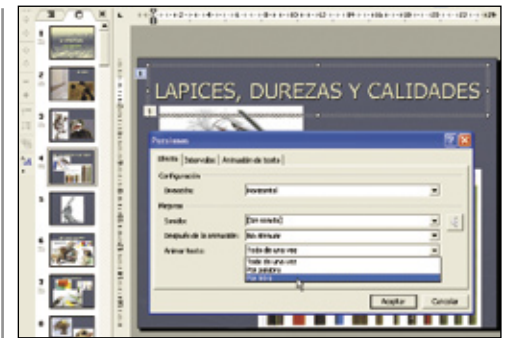 LAPICES, DUREZAS Y CALIDADES
Persianas
Efecto Intervalos Animación de texto
Configuración
Dirección: Horizontal
Mejoras
Sonido: [Sin sonido]
Después de la animación: No atenuar
Animar texto: Todo de una vez
Todo de una vez
Por palabra
Por letra
Aceptar Cancelar